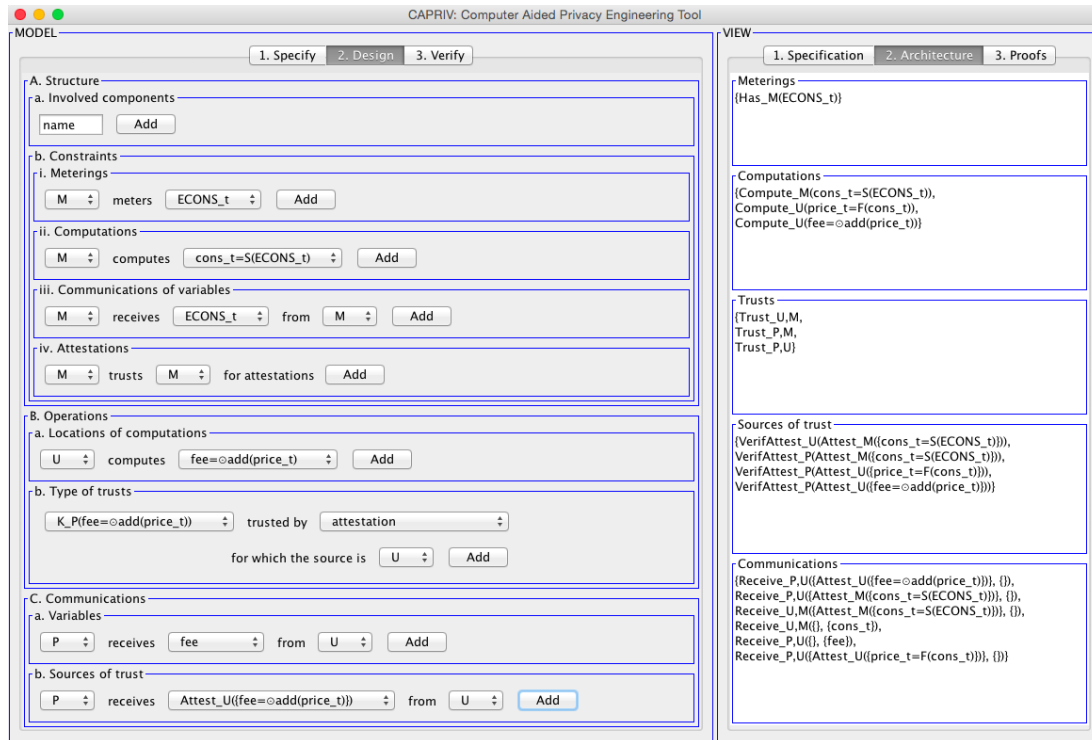 CAPRIV: Computer Aided Privacy Engineering Tool
MODEL
1. Specify 2. Design 3. Verify
A. Structure
a. Involved components
name Add
b. Constraints
i. Meterings
M meters ECONS_t Add
ii. Computations
M computes cons_t=S(ECONS_t) Add
iii. Communications of variables
M receives ECONS_t from M Add
iv. Attestations
M trusts M for attestations Add
B. Operations
a. Locations of computations
U computes fee=⊙add(price_t) Add
b. Type of trusts
K_P(fee=⊙add(price_t)) trusted by attestation
for which the source is U Add
C. Communications
a. Variables
P receives fee from U Add
b. Sources of trust
P receives Attest_U({fee=⊙add(price_t)}) from U Add
VIEW
1. Specification 2. Architecture 3. Proofs
Meterings
{Has_M(ECONS_t)}
Computations
{Compute_M(cons_t=S(ECONS_t)),
Compute_U(price_t=F(cons_t)),
Compute_U(fee=⊙add(price_t))}
Trusts
{Trust_U,M,
Trust_P,M,
Trust_P,U}
Sources of trust
{VerifAttest_U(Attest_M({cons_t=S(ECONS_t)})),
VerifAttest_P(Attest_M({cons_t=S(ECONS_t)})),
VerifAttest_P(Attest_U({price_t=F(cons_t)})),
VerifAttest_P(Attest_U({fee=⊙add(price_t)}))}
Communications
{Receive_P,U({Attest_U({fee=⊙add(price_t)})}, {}),
Receive_P,U({Attest_M({cons_t=S(ECONS_t)})}, {}),
Receive_U,M({Attest_M({cons_t=S(ECONS_t)})}, {}),
Receive_U,M({}, {cons_t}),
Receive_P,U({}, {fee}),
Receive_P,U({Attest_U({price_t=F(cons_t)})}, {})}